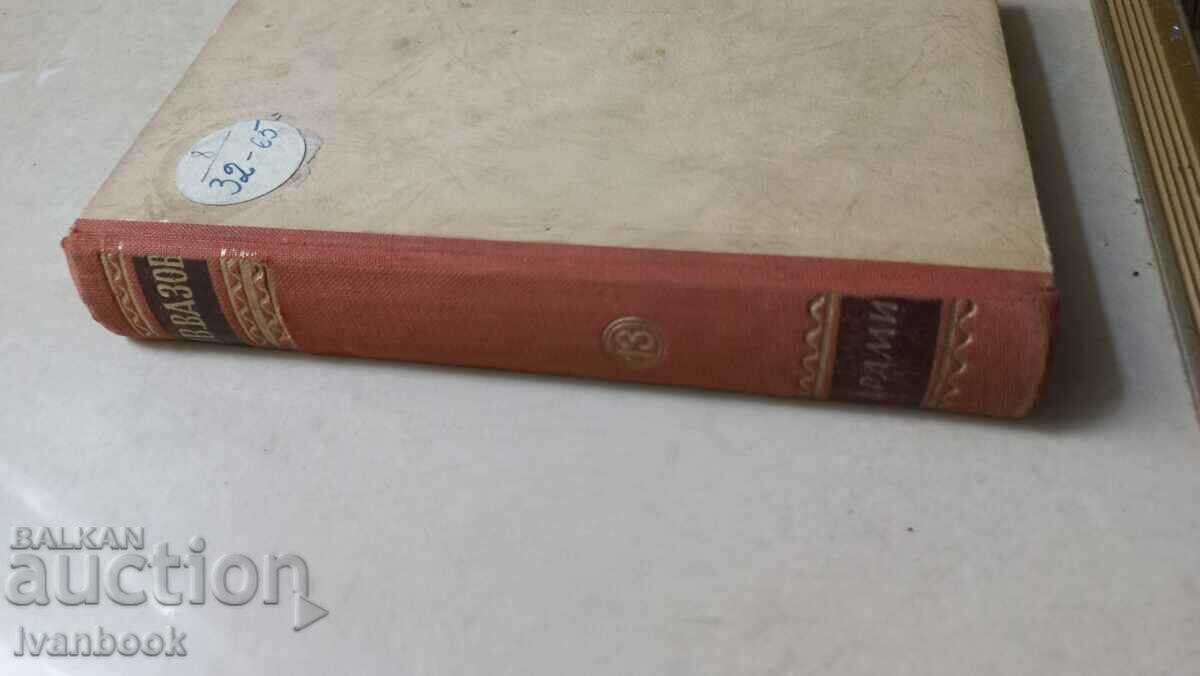 8
32-65
В ВАЗОВ
13
ДРАМИ
BALKAN
auction
Ivanbook